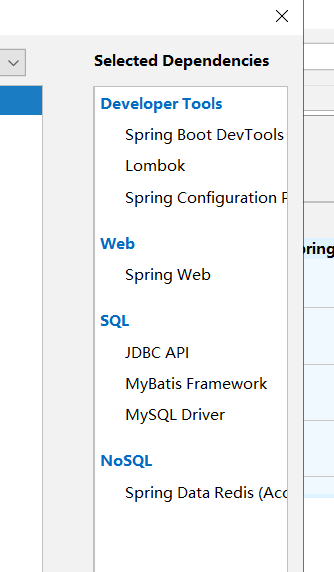 Selected Dependencies
Developer Tools
Spring Boot DevTools
Lombok
Spring Configuration
Web
Spring Web
SQL
JDBC API
MyBatis Framework
MySQL Driver
NoSQL
Spring Data Redis (Acc